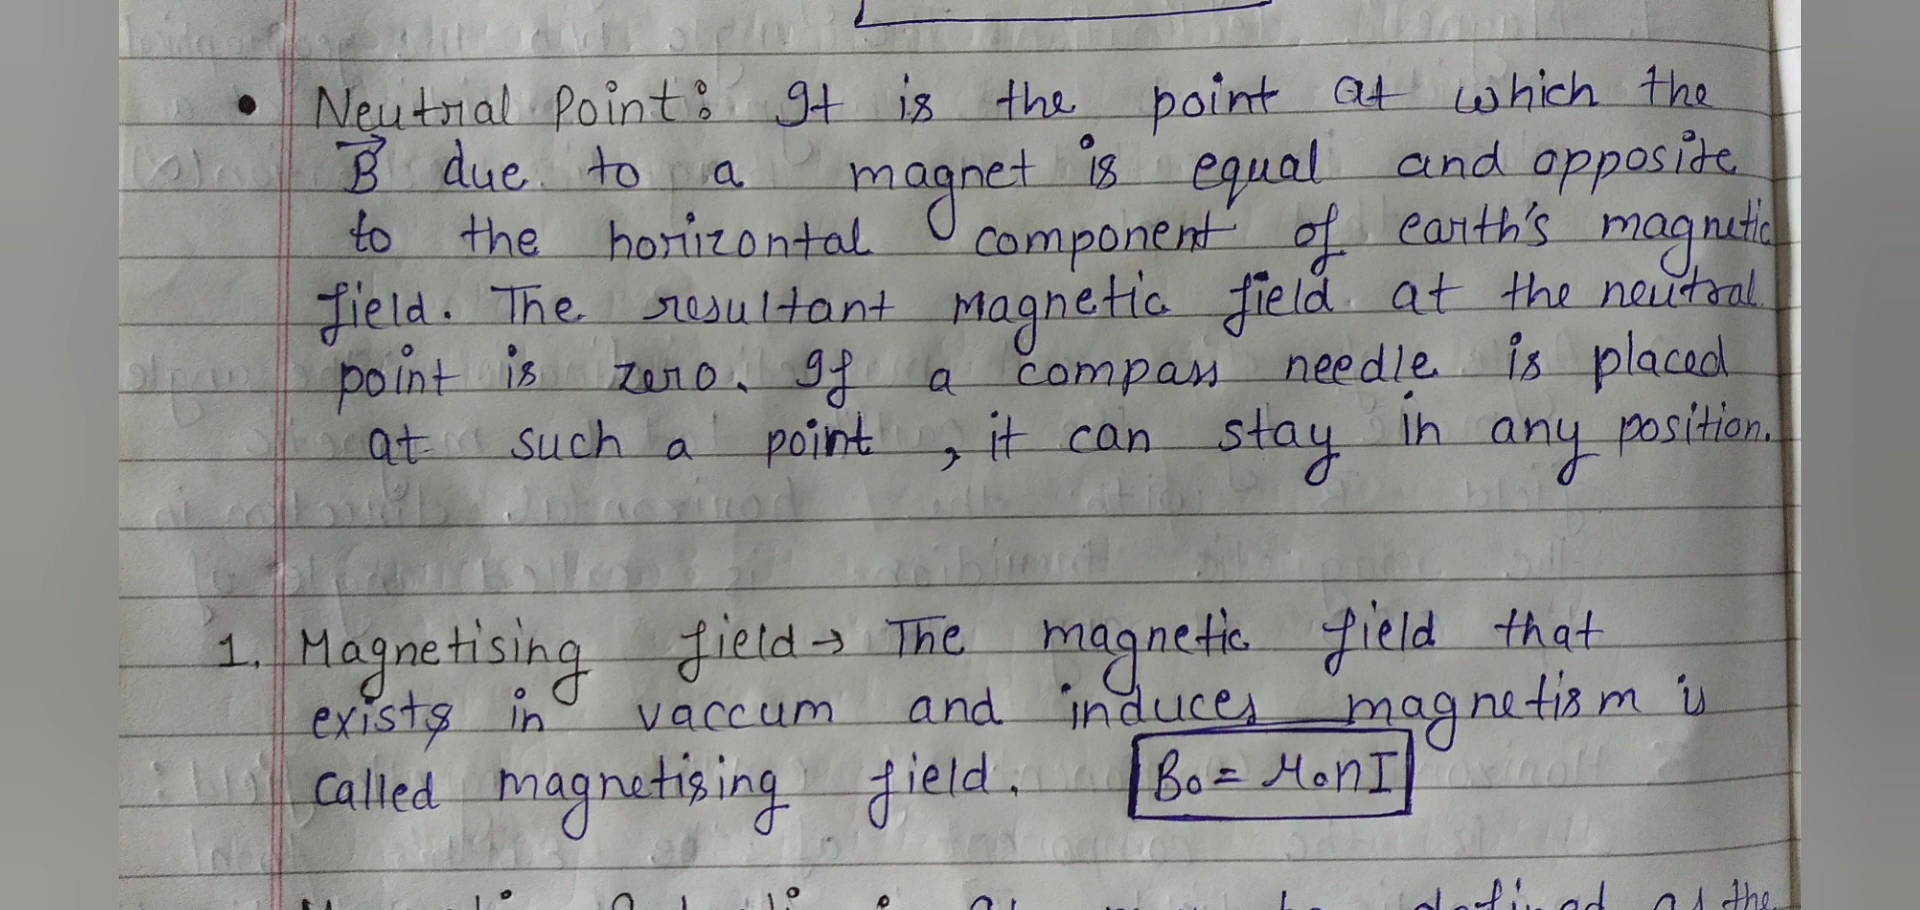 • Neutral Point: It is the point at which the
B⃗ due to a magnet is equal and opposite
to the horizontal component of earth's magnetic
field. The resultant magnetic field at the neutral
point is zero. If a compass needle is placed
at such a point, it can stay in any position.
1. Magnetising field → The magnetic field that
exists in vaccum and induces magnetism is
called magnetising field. B₀ = μ₀nI
defined as the